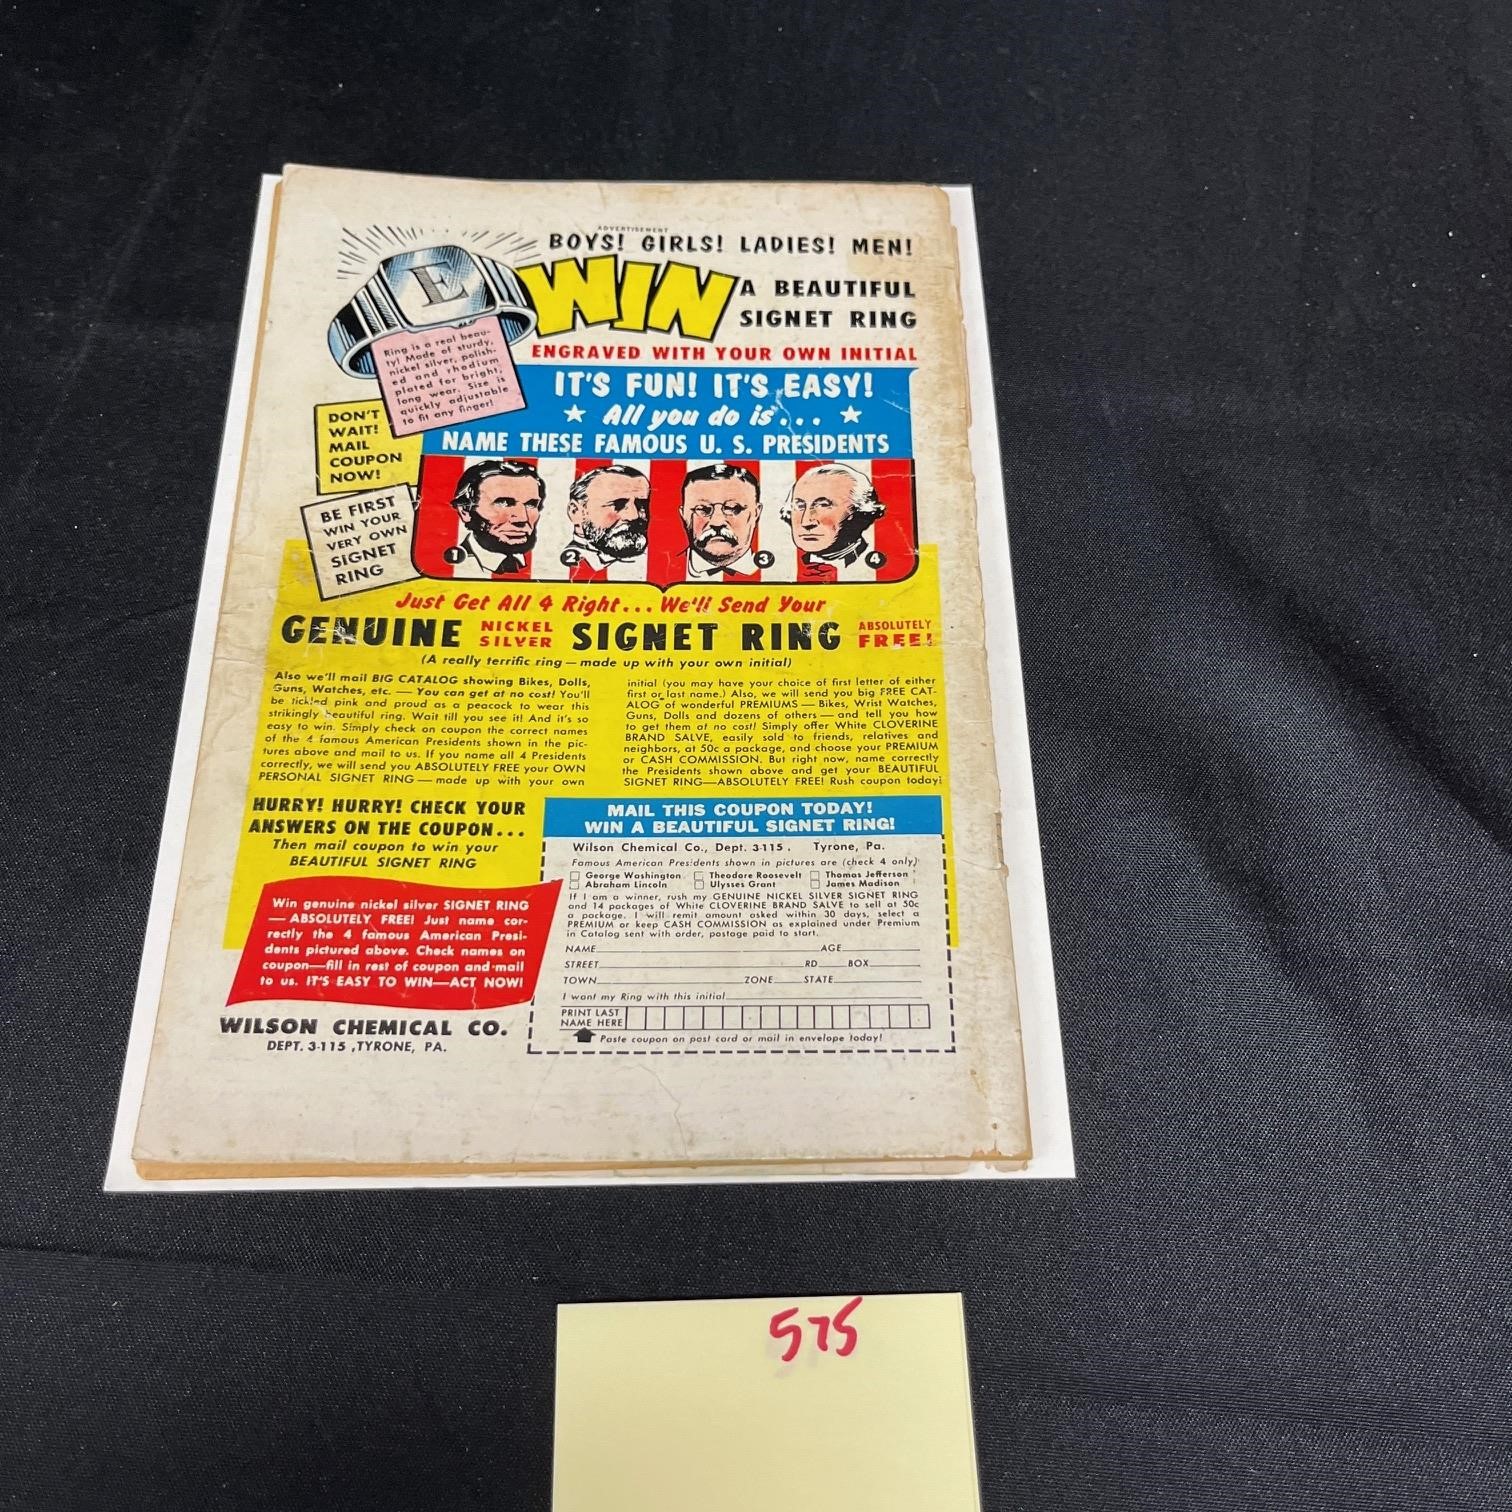 ADVERTISEMENT
BOYS! GIRLS! LADIES! MEN!
WIN
A BEAUTIFUL
SIGNET RING
ENGRAVED WITH YOUR OWN INITIAL
E
Ring is a real beau-
ty! Made of sturdy,
nickel silver, polish-
ed and rhodium
plated for bright,
long wear. Size is
quickly adjustable
to fit any finger!
IT'S FUN! IT'S EASY!
★ All you do is... ★
NAME THESE FAMOUS U. S. PRESIDENTS
DON'T
WAIT!
MAIL
COUPON
NOW!
BE FIRST
WIN YOUR
VERY OWN
SIGNET
RING
1
2
3
4
Just Get All 4 Right... We'll Send Your
GENUINE NICKEL SILVER SIGNET RING ABSOLUTELY FREE!
(A really terrific ring — made up with your own initial)
Also we'll mail BIG CATALOG showing Bikes, Dolls,
Guns, Watches, etc. — You can get at no cost! You'll
be tickled pink and proud as a peacock to wear this
strikingly beautiful ring. Wait till you see it! And it's so
easy to win. Simply check on coupon the correct names
of the 4 famous American Presidents shown in the pic-
tures above and mail to us. If you name all 4 Presidents
correctly, we will send you ABSOLUTELY FREE your OWN
PERSONAL SIGNET RING — made up with your own
initial (you may have your choice of first letter of either
first or last name.) Also, we will send you big FREE CAT-
ALOG of wonderful PREMIUMS — Bikes, Wrist Watches,
Guns, Dolls and dozens of others — and tell you how
to get them at no cost! Simply offer White CLOVERINE
BRAND SALVE, easily sold to friends, relatives and
neighbors, at 50c a package, and choose your PREMIUM
or CASH COMMISSION. But right now, name correctly
the Presidents shown above and get your BEAUTIFUL
SIGNET RING—ABSOLUTELY FREE! Rush coupon today!
HURRY! HURRY! CHECK YOUR
ANSWERS ON THE COUPON...
Then mail coupon to win your
BEAUTIFUL SIGNET RING
Win genuine nickel silver SIGNET RING
— ABSOLUTELY FREE! Just name cor-
rectly the 4 famous American Presi-
dents pictured above. Check names on
coupon—fill in rest of coupon and mail
to us. IT'S EASY TO WIN—ACT NOW!
WILSON CHEMICAL CO.
DEPT. 3-115, TYRONE, PA.
MAIL THIS COUPON TODAY!
WIN A BEAUTIFUL SIGNET RING!
Wilson Chemical Co., Dept. 3-115. Tyrone, Pa.
Famous American Presidents shown in pictures are (check 4 only)
George Washington Theodore Roosevelt Thomas Jefferson
Abraham Lincoln Ulysses Grant James Madison
If I am a winner, rush my GENUINE NICKEL SILVER SIGNET RING
and 14 packages of White CLOVERINE BRAND SALVE to sell at 50c
a package. I will remit amount asked within 30 days, select a
PREMIUM or keep CASH COMMISSION as explained under Premium
in Catalog sent with order, postage paid to start.
NAME AGE
STREET RD BOX
TOWN ZONE STATE
I want my Ring with this initial
PRINT LAST
NAME HERE
Paste coupon on post card or mail in envelope today!
575